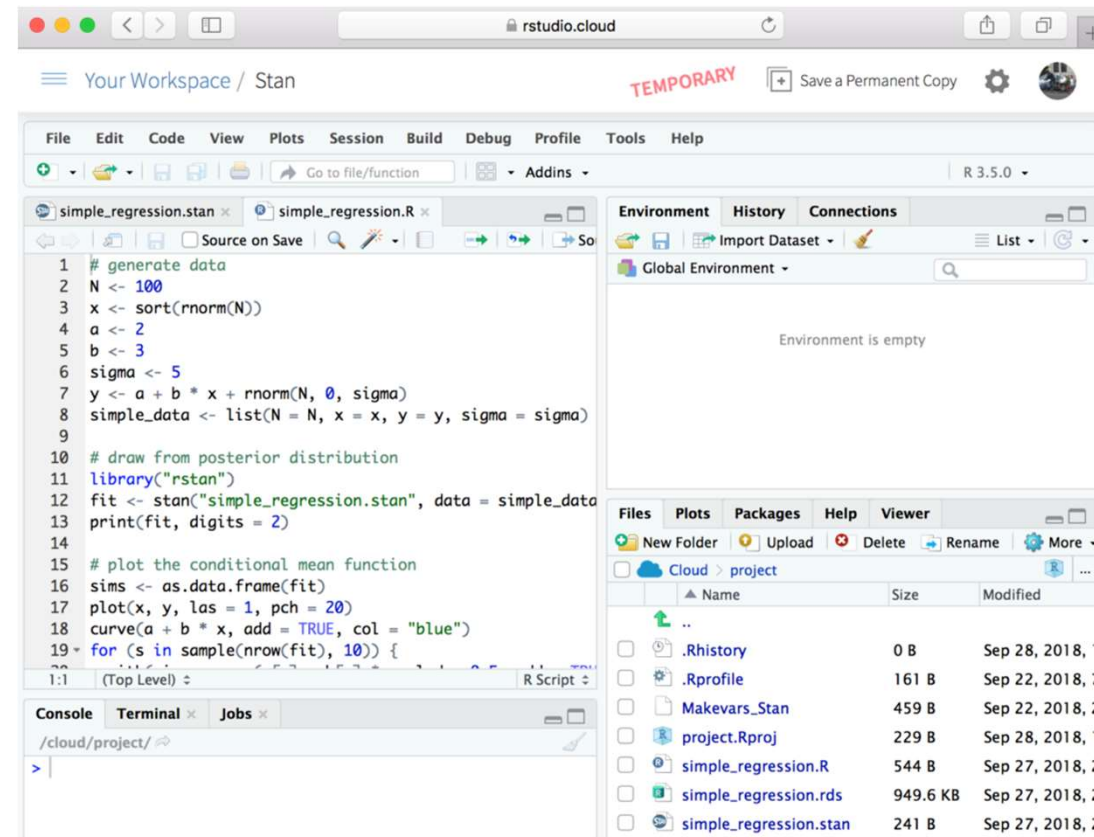 rstudio.cloud
Your Workspace / Stan
TEMPORARY
Save a Permanent Copy
File Edit Code View Plots Session Build Debug Profile Tools Help
Go to file/function Addins R 3.5.0
simple_regression.stan simple_regression.R
Source on Save So
1 # generate data
2 N <- 100
3 x <- sort(rnorm(N))
4 a <- 2
5 b <- 3
6 sigma <- 5
7 y <- a + b * x + rnorm(N, 0, sigma)
8 simple_data <- list(N = N, x = x, y = y, sigma = sigma)
9
10 # draw from posterior distribution
11 library("rstan")
12 fit <- stan("simple_regression.stan", data = simple_data
13 print(fit, digits = 2)
14
15 # plot the conditional mean function
16 sims <- as.data.frame(fit)
17 plot(x, y, las = 1, pch = 20)
18 curve(a + b * x, add = TRUE, col = "blue")
19 for (s in sample(nrow(fit), 10)) {
1:1 (Top Level) R Script
Console Terminal Jobs
/cloud/project/
>
Environment History Connections
Import Dataset List
Global Environment
Environment is empty
Files Plots Packages Help Viewer
New Folder Upload Delete Rename More
Cloud > project ...
Name Size Modified
..
.Rhistory 0 B Sep 28, 2018,
.Rprofile 161 B Sep 22, 2018,
Makevars_Stan 459 B Sep 22, 2018,
project.Rproj 229 B Sep 28, 2018,
simple_regression.R 544 B Sep 27, 2018,
simple_regression.rds 949.6 KB Sep 27, 2018,
simple_regression.stan 241 B Sep 27, 2018,